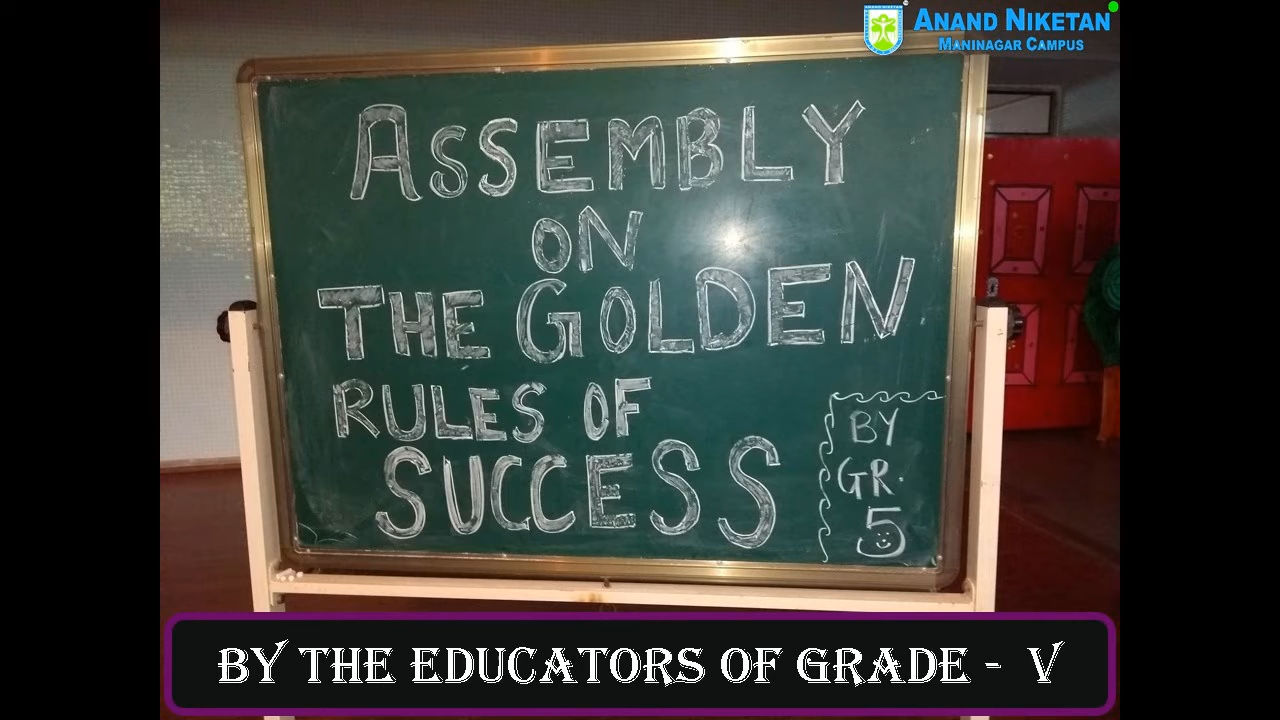 ANAND NIKETAN
MANINAGAR CAMPUS
ASSEMBLY
ON
THE GOLDEN
RULES OF
SUCCESS
BY
GR.
5
BY THE EDUCATORS OF GRADE - V